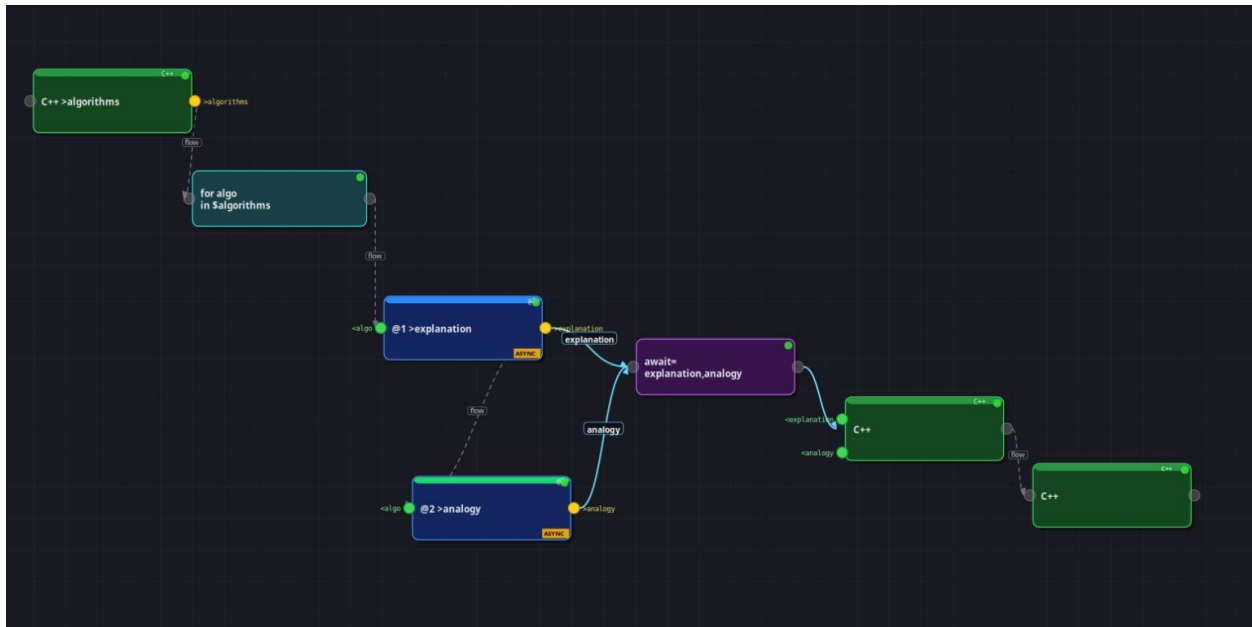 C++
C++ >algorithms
>algorithms
flow
for algo
in $algorithms
flow
<algo
@1 >explanation
>explanation
explanation
ASYNC
flow
<algo
@2 >analogy
>analogy
analogy
ASYNC
await=
explanation,analogy
C++
<explanation
C++
<analogy
flow
C++
C++